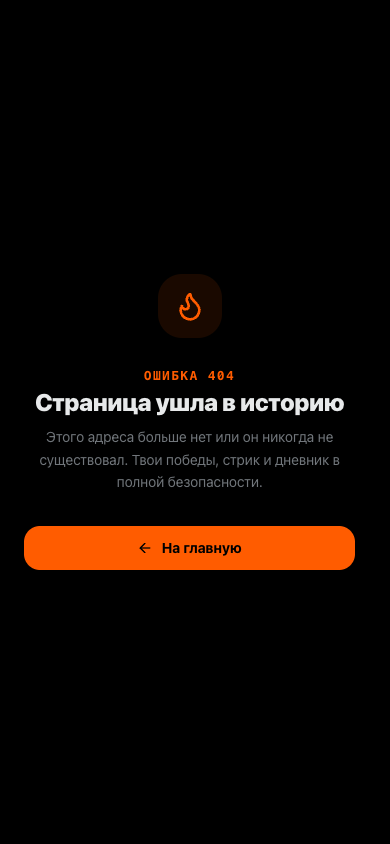 ОШИБКА 404
Страница ушла в историю
Этого адреса больше нет или он никогда не
существовал. Твои победы, стрик и дневник в
полной безопасности.
На главную